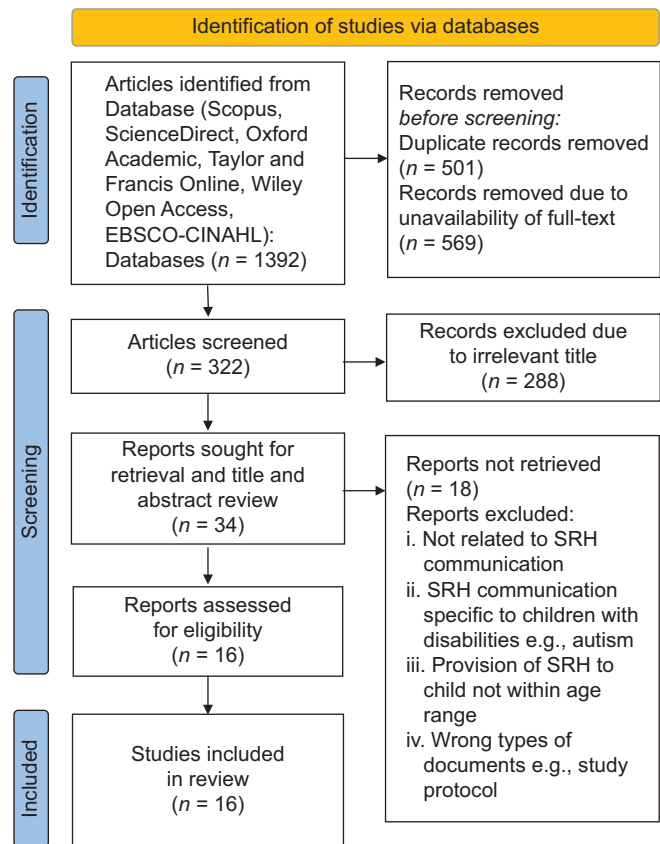 Identification of studies via databases
Identification
Articles identified from
Database (Scopus,
ScienceDirect, Oxford
Academic, Taylor and
Francis Online, Wiley
Open Access,
EBSCO-CINAHL):
Databases (n = 1392)
Records removed
before screening:
Duplicate records removed
(n = 501)
Records removed due to
unavailability of full-text
(n = 569)
Screening
Articles screened
(n = 322)
Records excluded due
to irrelevant title
(n = 288)
Reports sought for
retrieval and title and
abstract review
(n = 34)
Reports not retrieved
(n = 18)
Reports excluded:
i. Not related to SRH
communication
ii. SRH communication
specific to children with
disabilities e.g., autism
iii. Provision of SRH to
child not within age
range
iv. Wrong types of
documents e.g., study
protocol
Reports assessed
for eligibility
(n = 16)
Included
Studies included
in review
(n = 16)